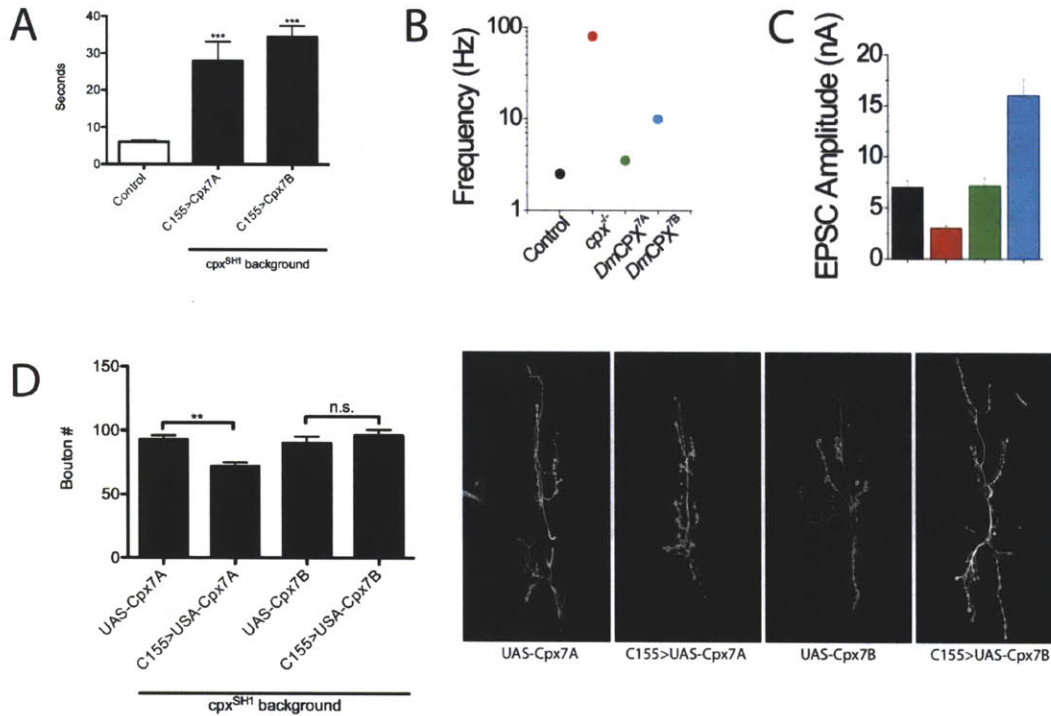 A
Seconds
40
30
20
10
0
***
***
Control
C155>Cpx7A
C155>Cpx7B
cpxSH1 background
B
Frequency (Hz)
100
10
1
Control
cpx-/-
DmCPX7A
DmCPX7B
C
EPSC Amplitude (nA)
20
15
10
5
0
D
Bouton #
150
100
50
0
**
n.s.
UAS-Cpx7A
C155>USA-Cpx7A
UAS-Cpx7B
C155>USA-Cpx7B
cpxSH1 background
UAS-Cpx7A
C155>UAS-Cpx7A
UAS-Cpx7B
C155>UAS-Cpx7B